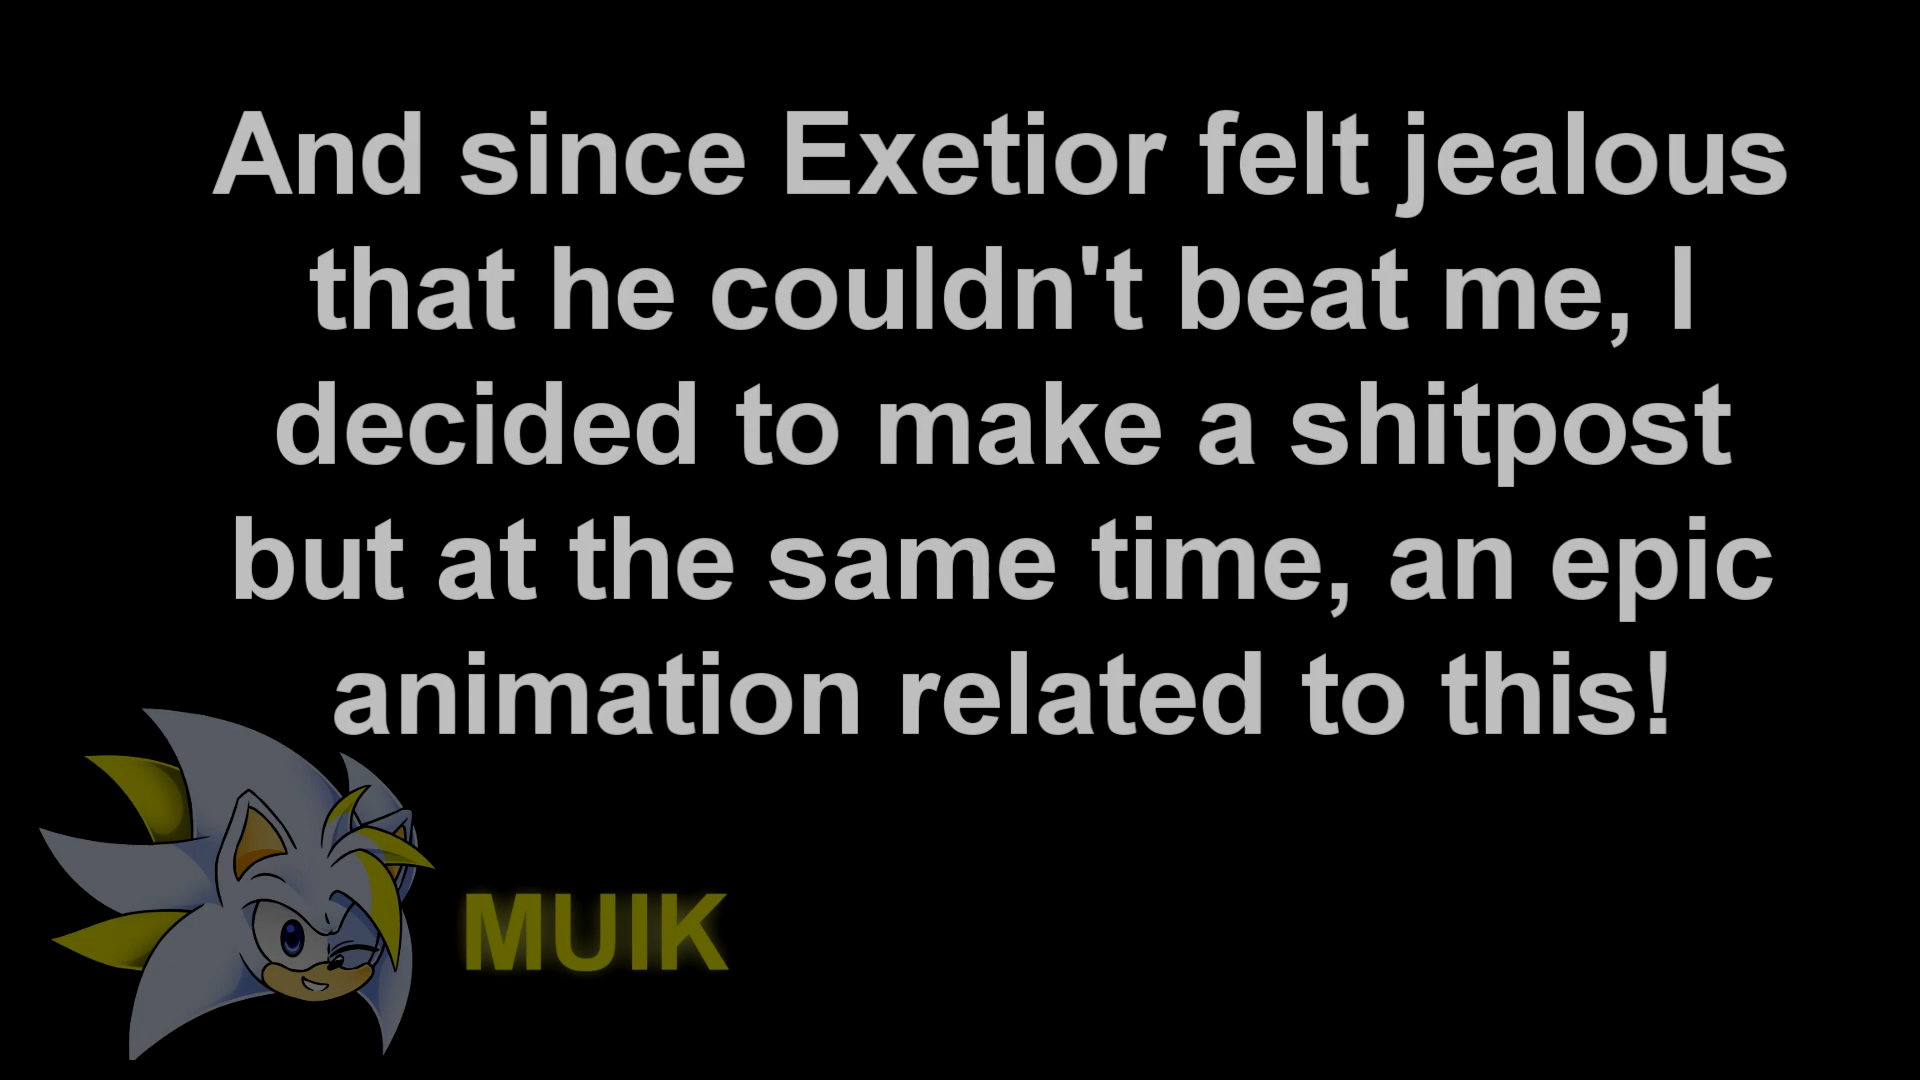 And since Exetior felt jealous
that he couldn't beat me, I
decided to make a shitpost
but at the same time, an epic
animation related to this!
MUIK